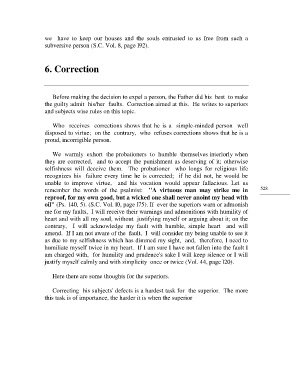 we have to keep our houses and the souls entrusted to us free from such a
subversive person (S.C. Vol. 8, page 192).
6. Correction
Before making the decision to expel a person, the Father did his best to make
the guilty admit his/her faults. Correction aimed at this. He writes to superiors
and subjects wise rules on this topic.
Who receives corrections shows that he is a simple-minded person well
disposed to virtue; on the contrary, who refuses corrections shows that he is a
proud, incorrigible person.
We warmly exhort the probationers to humble themselves interiorly when
they are corrected, and to accept the punishment as deserving of it; otherwise
selfishness will deceive them. The probationer who longs for religious life
recognizes his failure every time he is corrected; if he did not, he would be
unable to improve virtue, and his vocation would appear fallacious. Let us
remember the words of the psalmist: "A virtuous man may strike me in
reproof, for my own good, but a wicked one shall never anoint my head with
oil" (Ps. 140, 5). (S.C. Vol. 10, page 175). If ever the superiors warn or admonish
me for my faults, I will receive their warnings and admonitions with humility of
heart and with all my soul, without justifying myself or arguing about it; on the
contrary, I will acknowledge my fault with humble, simple heart and will
amend. If I am not aware of the fault, I will consider my being unable to see it
as due to my selfishness which has dimmed my sight, and, therefore, I need to
humiliate myself twice in my heart. If I am sure I have not fallen into the fault I
am charged with, for humility and prudence's sake I will keep silence or I will
justify myself calmly and with simplicity once or twice (Vol. 44, page 120).
Here there are some thoughts for the superiors.
Correcting his subjects' defects is a hardest task for the superior. The more
this task is of importance, the harder it is when the superior
528